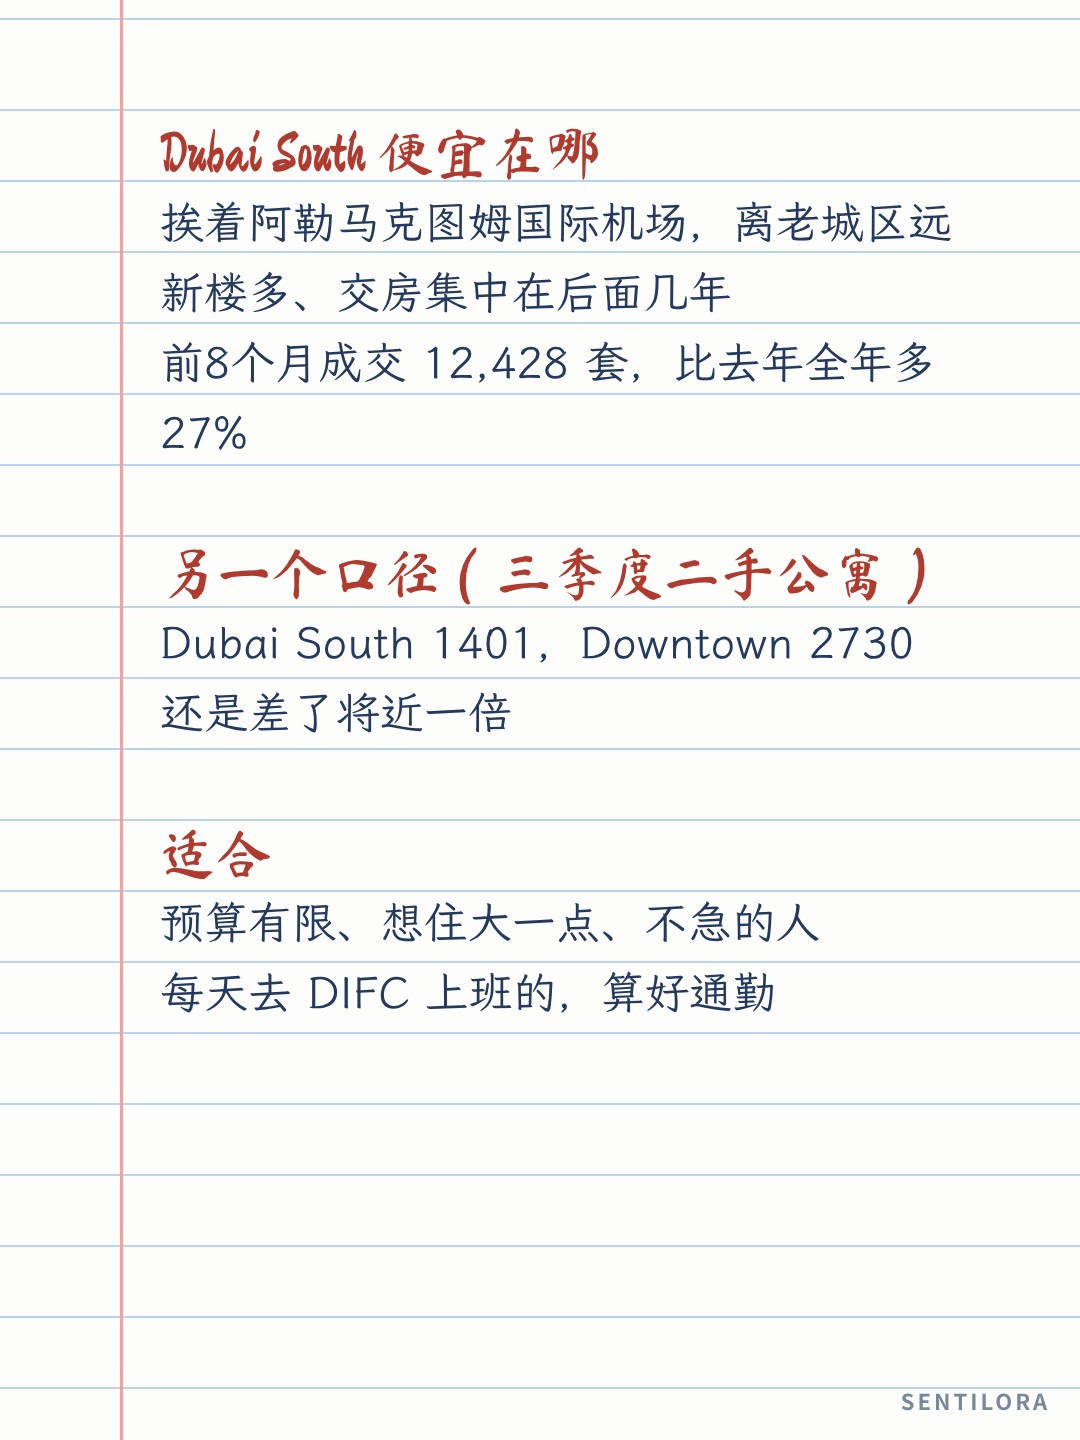 Dubai South 便宜在哪
挨着阿勒马克图姆国际机场，离老城区远
新楼多、交房集中在后面几年
前8个月成交 12,428 套，比去年全年多
27%
另一个口径（三季度二手公寓）
Dubai South 1401，Downtown 2730
还是差了将近一倍
适合
预算有限、想住大一点、不急的人
每天去 DIFC 上班的，算好通勤
SENTILORA